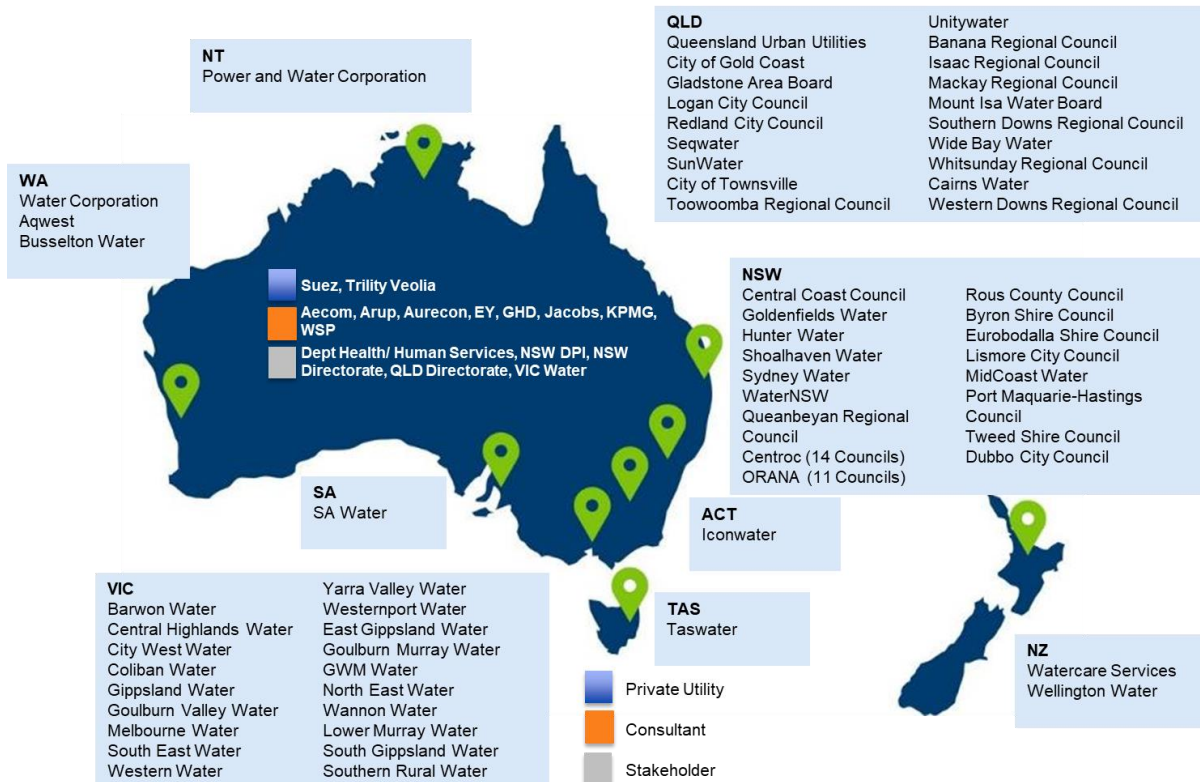 NT
Power and Water Corporation
QLD
Queensland Urban Utilities
City of Gold Coast
Gladstone Area Board
Logan City Council
Redland City Council
Seqwater
SunWater
City of Townsville
Toowoomba Regional Council
Unitywater
Banana Regional Council
Isaac Regional Council
Mackay Regional Council
Mount Isa Water Board
Southern Downs Regional Council
Wide Bay Water
Whitsunday Regional Council
Cairns Water
Western Downs Regional Council
WA
Water Corporation
Aqwest
Busselton Water
Suez, Trility Veolia
Aecom, Arup, Aurecon, EY, GHD, Jacobs, KPMG,
WSP
Dept Health/ Human Services, NSW DPI, NSW
Directorate, QLD Directorate, VIC Water
NSW
Central Coast Council
Goldenfields Water
Hunter Water
Shoalhaven Water
Sydney Water
WaterNSW
Queanbeyan Regional
Council
Centroc (14 Councils)
ORANA (11 Councils)
Rous County Council
Byron Shire Council
Eurobodalla Shire Council
Lismore City Council
MidCoast Water
Port Maquarie-Hastings
Council
Tweed Shire Council
Dubbo City Council
SA
SA Water
ACT
Iconwater
VIC
Barwon Water
Central Highlands Water
City West Water
Coliban Water
Gippsland Water
Goulburn Valley Water
Melbourne Water
South East Water
Western Water
Yarra Valley Water
Westernport Water
East Gippsland Water
Goulburn Murray Water
GWM Water
North East Water
Wannon Water
Lower Murray Water
South Gippsland Water
Southern Rural Water
TAS
Taswater
NZ
Watercare Services
Wellington Water
Private Utility
Consultant
Stakeholder